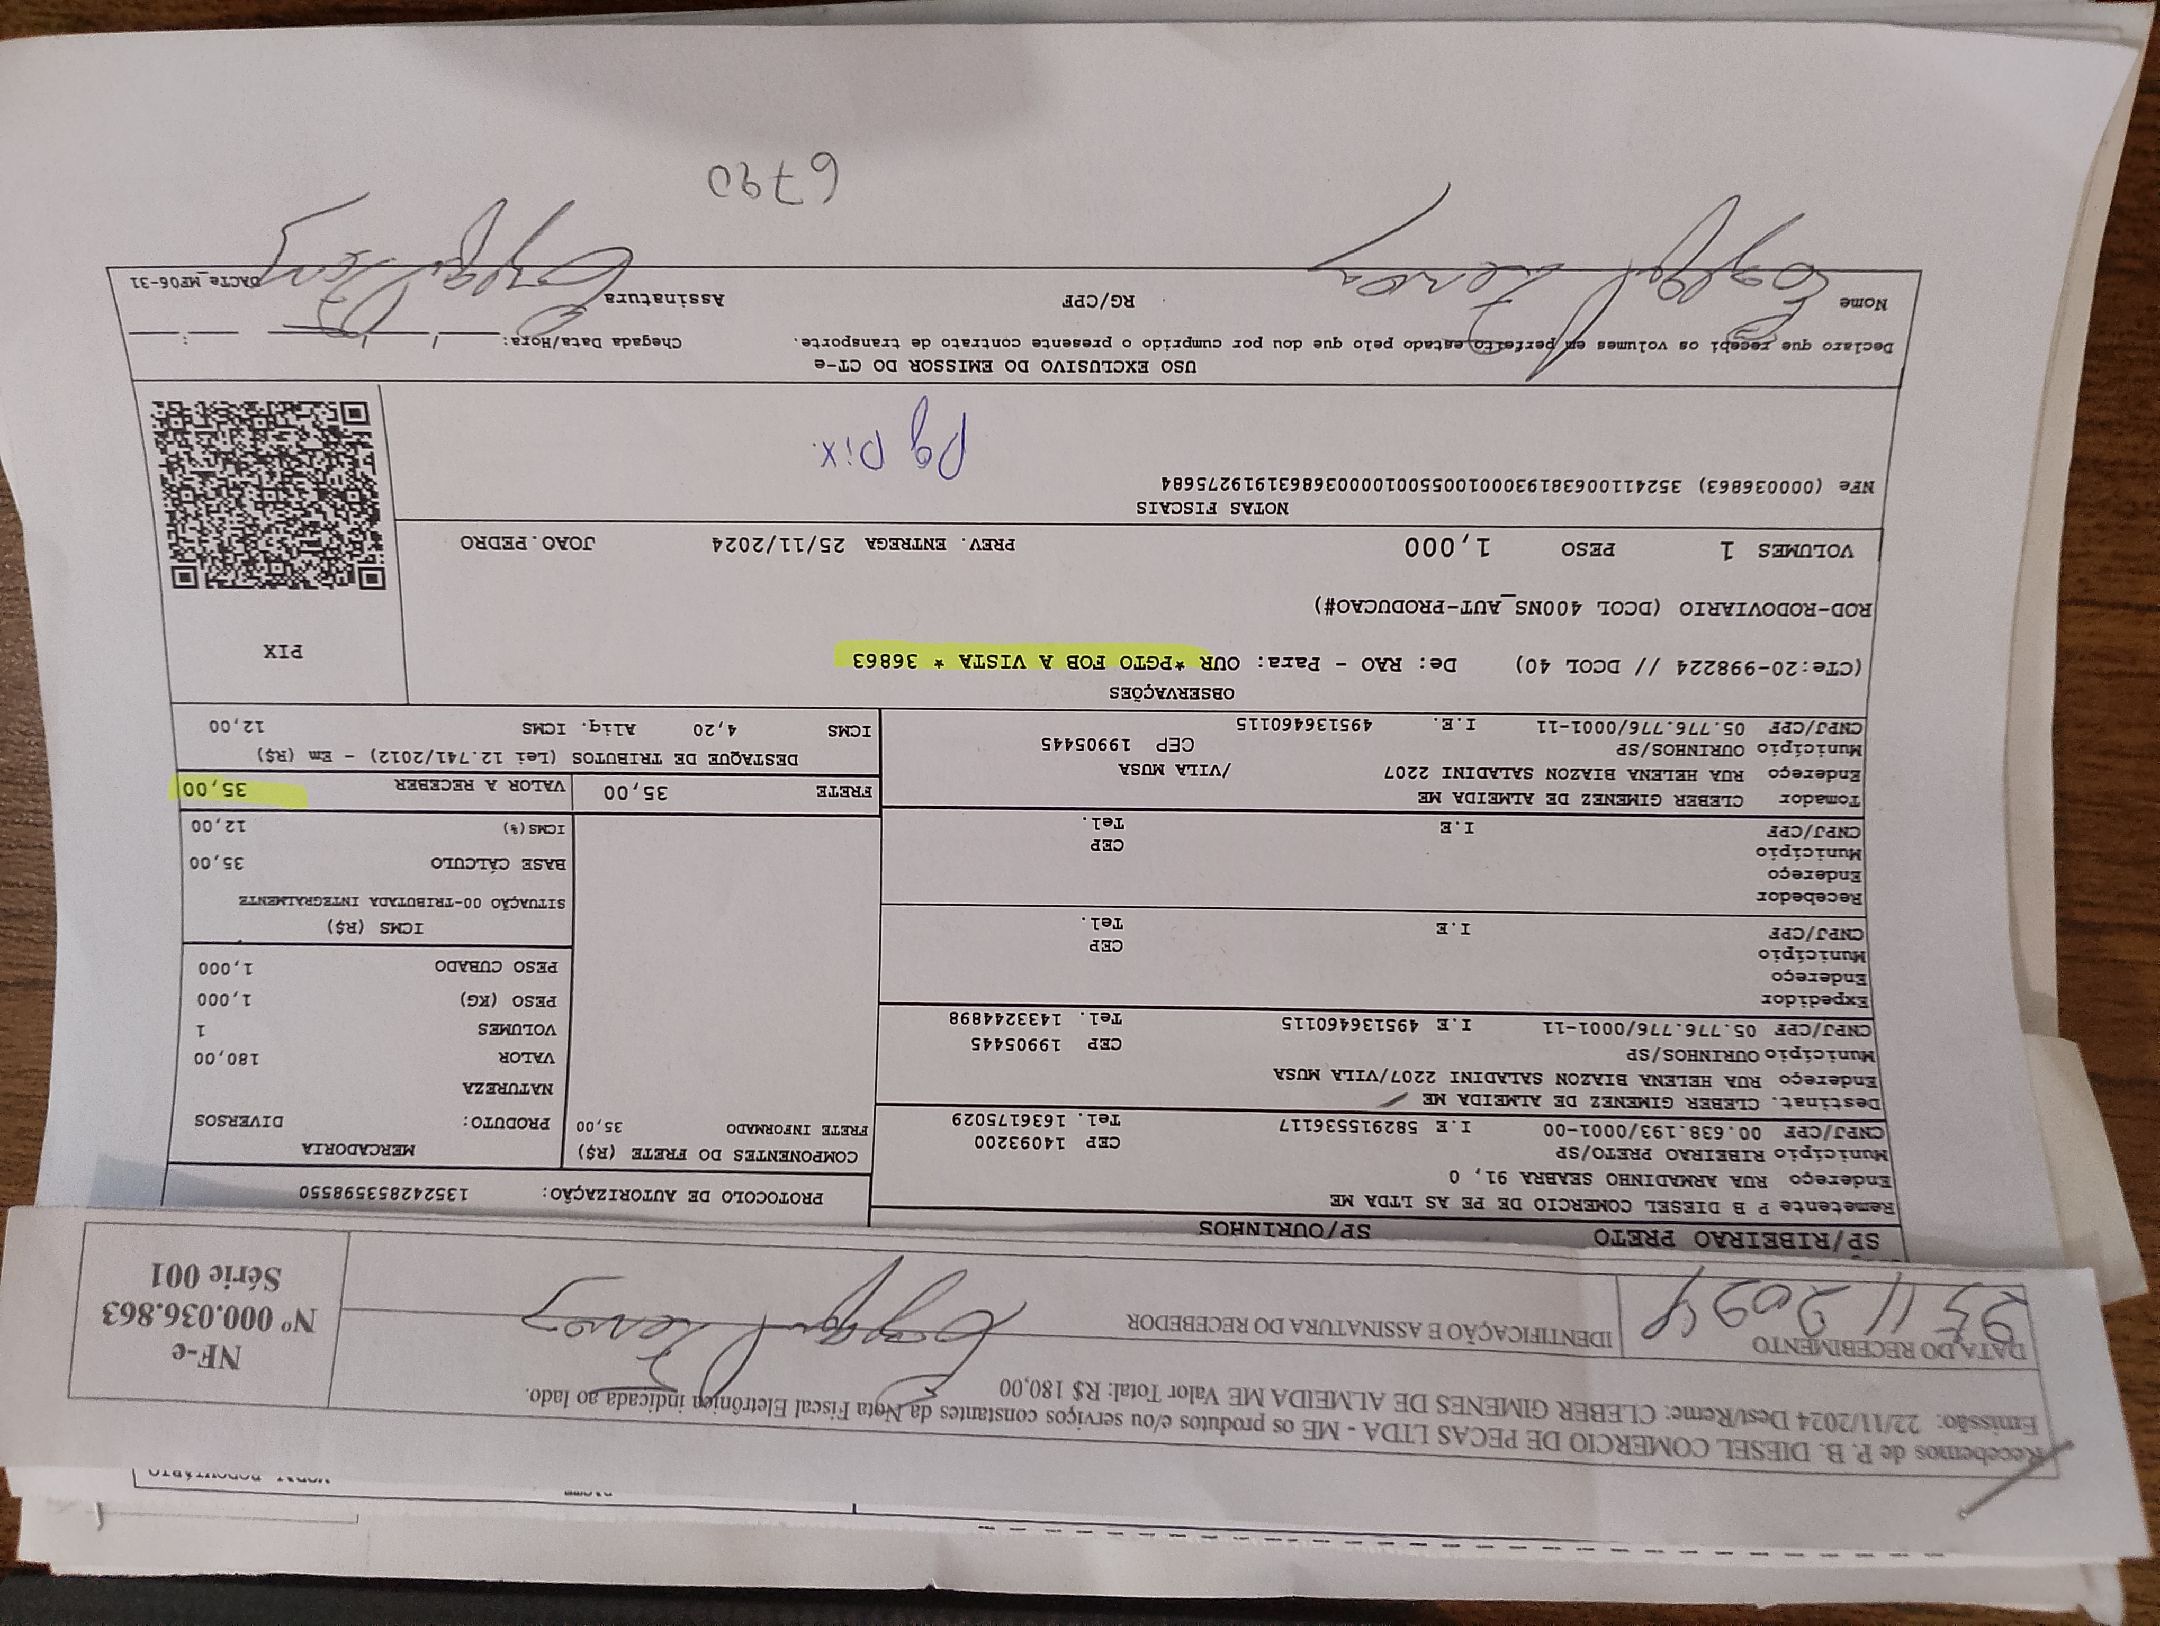 Recebemos de P. B. DIESEL COMERCIO DE PECAS LTDA - ME os produtos e/ou serviços constantes da Nota Fiscal Eletrônica indicada ao lado.
Emissão: 22/11/2024 Dest/Reme: CLEBER GIMENES DE ALMEIDA ME Valor Total: R$ 180,00
DATA DO RECEBIMENTO
25 11 2024
IDENTIFICAÇÃO E ASSINATURA DO RECEBEDOR
NF-e
Nº 000.036.863
Série 001
SP/RIBEIRAO PRETO SP/OURINHOS
Remetente P B DIESEL COMERCIO DE PE AS LTDA ME
Endereço RUA ARMADINHO SEABRA 91, 0
Município RIBEIRAO PRETO/SP CEP 14093200
CNPJ/CPF 00.638.193/0001-00 I.E 582915536117 Tel. 1636175029
Destinat. CLEBER GIMENEZ DE ALMEIDA ME
Endereço RUA HELENA BIAZON SALADINI 2207/VILA MUSA
Município OURINHOS/SP CEP 19905445
CNPJ/CPF 05.776.776/0001-11 I.E 495136460115 Tel. 1433244898
Expedidor
Endereço
Município CEP
CNPJ/CPF I.E Tel.
Recebedor
Endereço
Município CEP
CNPJ/CPF I.E Tel.
Tomador CLEBER GIMENEZ DE ALMEIDA ME
Endereço RUA HELENA BIAZON SALADINI 2207 /VILA MUSA
Município OURINHOS/SP CEP 19905445
CNPJ/CPF 05.776.776/0001-11 I.E. 495136460115
PROTOCOLO DE AUTORIZAÇÃO: 135242853598550
COMPONENTES DO FRETE (R$)
FRETE INFORMADO 35,00
MERCADORIA
PRODUTO: DIVERSOS
NATUREZA
VALOR 180,00
VOLUMES 1
PESO (KG) 1,000
PESO CUBADO 1,000
ICMS (R$)
SITUAÇÃO 00-TRIBUTADA INTEGRALMENTE
BASE CÁLCULO 35,00
ICMS(%) 12,00
FRETE 35,00 VALOR A RECEBER 35,00
DESTAQUE DE TRIBUTOS (Lei 12.741/2012) - Em (R$)
ICMS 4,20 Aliq. ICMS 12,00
OBSERVAÇÕES
(CTe:20-998224 // DCOL 40) De: RAO - Para: OUR *PGTO FOB A VISTA * 36863
ROD-RODOVIARIO (DCOL 400NS_AUT-PRODUCAO#)
PIX
VOLUMES 1 PESO 1,000 PREV. ENTREGA 25/11/2024 JOAO.PEDRO
NOTAS FISCAIS
NFe (000036863) 35241100638193000100550010000368631919275684
Pg Pix.
USO EXCLUSIVO DO EMISSOR DO CT-e
Declaro que recebi os volumes em perfeito estado pelo que dou por cumprido o presente contrato de transporte.
Chegada Data/Hora: / / :  :
Nome RG/CPF Assinatura
DACTe_MF06-31
6790